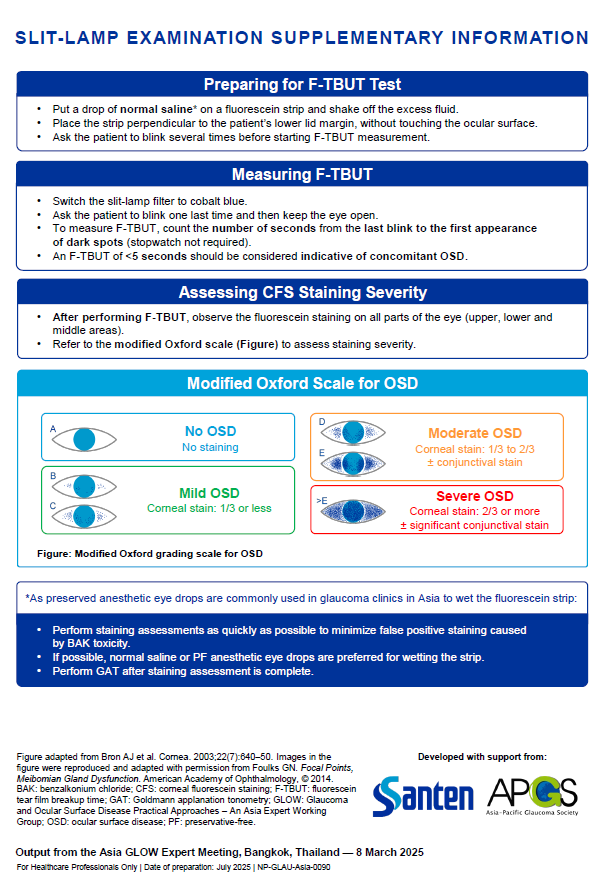 SLIT-LAMP EXAMINATION SUPPLEMENTARY INFORMATION
Preparing for F-TBUT Test
• Put a drop of normal saline* on a fluorescein strip and shake off the excess fluid.
• Place the strip perpendicular to the patient's lower lid margin, without touching the ocular surface.
• Ask the patient to blink several times before starting F-TBUT measurement.
Measuring F-TBUT
• Switch the slit-lamp filter to cobalt blue.
• Ask the patient to blink one last time and then keep the eye open.
• To measure F-TBUT, count the number of seconds from the last blink to the first appearance
of dark spots (stopwatch not required).
• An F-TBUT of <5 seconds should be considered indicative of concomitant OSD.
Assessing CFS Staining Severity
• After performing F-TBUT, observe the fluorescein staining on all parts of the eye (upper, lower and
middle areas).
• Refer to the modified Oxford scale (Figure) to assess staining severity.
Modified Oxford Scale for OSD
A
No OSD
No staining
B
C
Mild OSD
Corneal stain: 1/3 or less
D
E
Moderate OSD
Corneal stain: 1/3 to 2/3
± conjunctival stain
>E
Severe OSD
Corneal stain: 2/3 or more
± significant conjunctival stain
Figure: Modified Oxford grading scale for OSD
*As preserved anesthetic eye drops are commonly used in glaucoma clinics in Asia to wet the fluorescein strip:
• Perform staining assessments as quickly as possible to minimize false positive staining caused
by BAK toxicity.
• If possible, normal saline or PF anesthetic eye drops are preferred for wetting the strip.
• Perform GAT after staining assessment is complete.
Figure adapted from Bron AJ et al. Cornea. 2003;22(7):640–50. Images in the
figure were reproduced and adapted with permission from Foulks GN. Focal Points,
Meibomian Gland Dysfunction. American Academy of Ophthalmology, © 2014.
BAK: benzalkonium chloride; CFS: corneal fluorescein staining; F-TBUT: fluorescein
tear film breakup time; GAT: Goldmann applanation tonometry; GLOW: Glaucoma
and Ocular Surface Disease Practical Approaches – An Asia Expert Working
Group; OSD: ocular surface disease; PF: preservative-free.
Developed with support from:
Santen
APGS
Asia-Pacific Glaucoma Society
Output from the Asia GLOW Expert Meeting, Bangkok, Thailand — 8 March 2025
For Healthcare Professionals Only | Date of preparation: July 2025 | NP-GLAU-Asia-0090